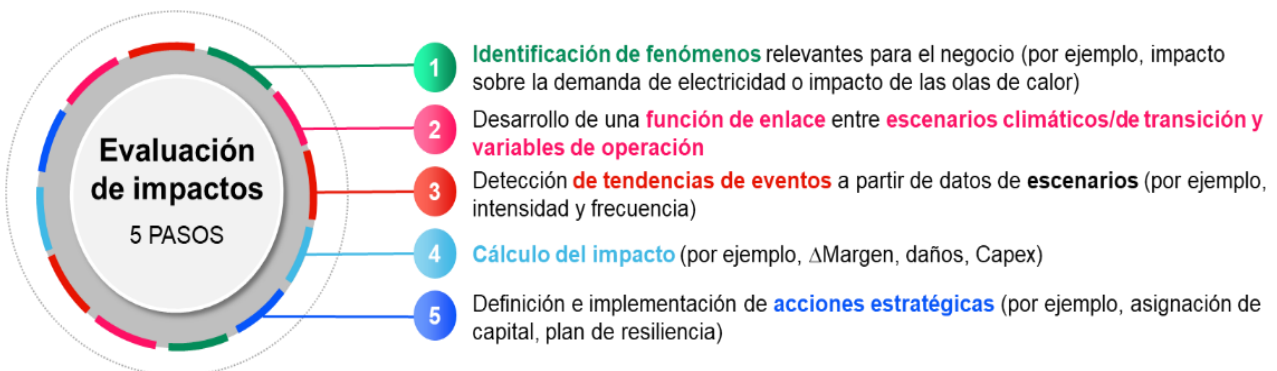 Evaluación
de impactos
5 PASOS
1
Identificación de fenómenos relevantes para el negocio (por ejemplo, impacto
sobre la demanda de electricidad o impacto de las olas de calor)
2
Desarrollo de una función de enlace entre escenarios climáticos/de transición y
variables de operación
3
Detección de tendencias de eventos a partir de datos de escenarios (por ejemplo,
intensidad y frecuencia)
4
Cálculo del impacto (por ejemplo, ∆Margen, daños, Capex)
5
Definición e implementación de acciones estratégicas (por ejemplo, asignación de
capital, plan de resiliencia)